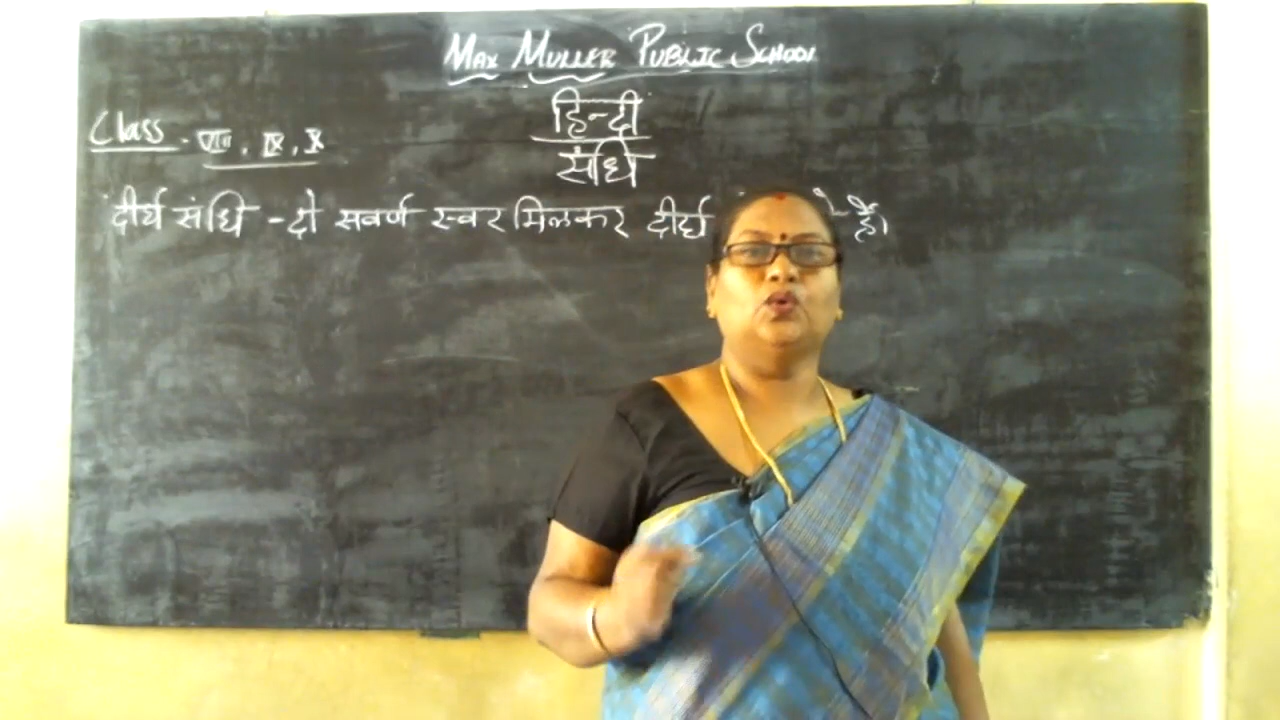 MAX MULLER PUBLIC SCHOOL
हिन्दी
Class - VIII, IX, X
संधि
दीर्घ संधि - दो सवर्ण स्वर मिलकर दीर्घ है।